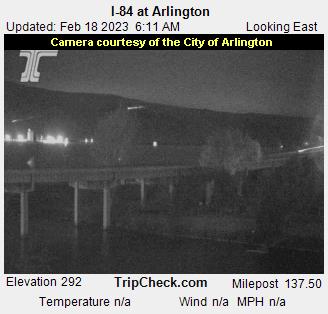 I-84 at Arlington
Updated: Feb 18 2023 6:11 AM Looking East
Camera courtesy of the City of Arlington
Elevation 292 TripCheck.com Milepost 137.50
Temperature n/a Wind n/a MPH n/a